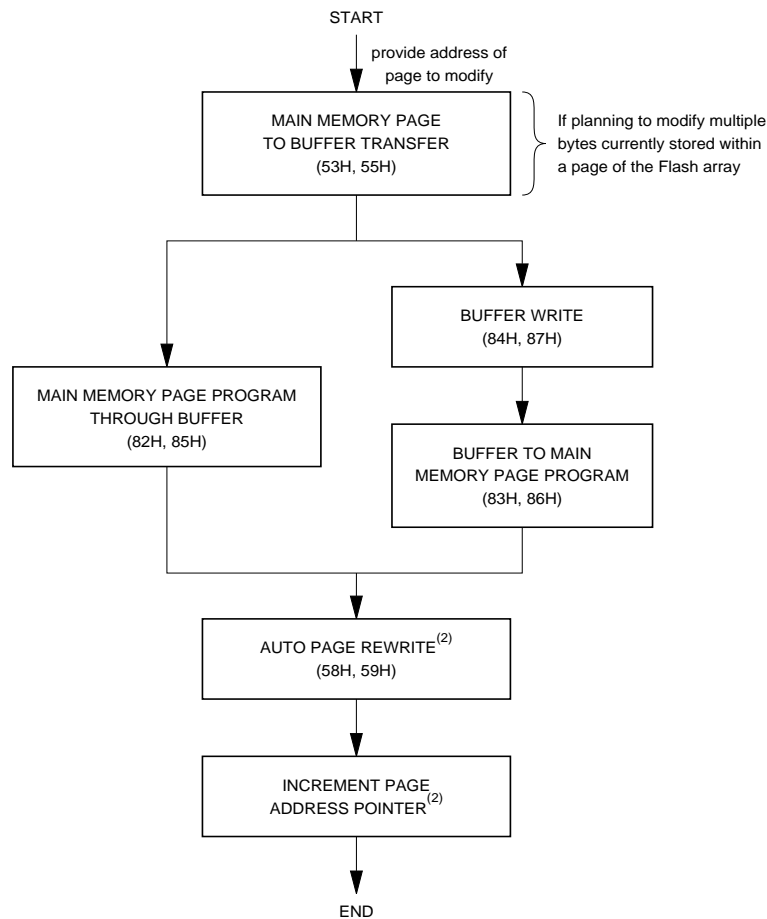 START
provide address of
page to modify
MAIN MEMORY PAGE
TO BUFFER TRANSFER
(53H, 55H)
If planning to modify multiple
bytes currently stored within
a page of the Flash array
BUFFER WRITE
(84H, 87H)
MAIN MEMORY PAGE PROGRAM
THROUGH BUFFER
(82H, 85H)
BUFFER TO MAIN
MEMORY PAGE PROGRAM
(83H, 86H)
AUTO PAGE REWRITE(2)
(58H, 59H)
INCREMENT PAGE
ADDRESS POINTER(2)
END